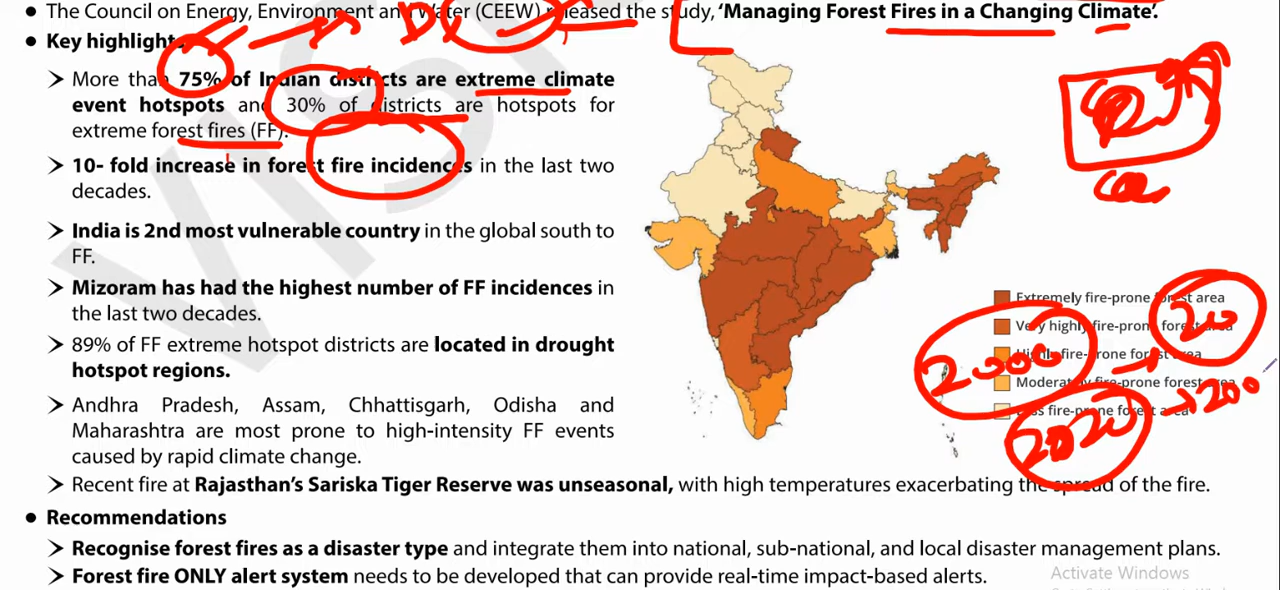 ● The Council on Energy, Environment and Water (CEEW) released the study, 'Managing Forest Fires in a Changing Climate'.
● Key highlights
➤ More than 75% of Indian districts are extreme climate
event hotspots and 30% of districts are hotspots for
extreme forest fires (FF).
➤ 10- fold increase in forest fire incidences in the last two
decades.
➤ India is 2nd most vulnerable country in the global south to
FF.
➤ Mizoram has had the highest number of FF incidences in
the last two decades.
➤ 89% of FF extreme hotspot districts are located in drought
hotspot regions.
➤ Andhra Pradesh, Assam, Chhattisgarh, Odisha and
Maharashtra are most prone to high-intensity FF events
caused by rapid climate change.
Extremely fire-prone forest area
Very highly fire-prone forest area
Highly fire-prone forest area
Moderately fire-prone forest area
Less fire-prone forest area
2000 → 20
2020 → 200
➤ Recent fire at Rajasthan's Sariska Tiger Reserve was unseasonal, with high temperatures exacerbating the spread of the fire.
● Recommendations
➤ Recognise forest fires as a disaster type and integrate them into national, sub-national, and local disaster management plans.
➤ Forest fire ONLY alert system needs to be developed that can provide real-time impact-based alerts.
Activate Windows